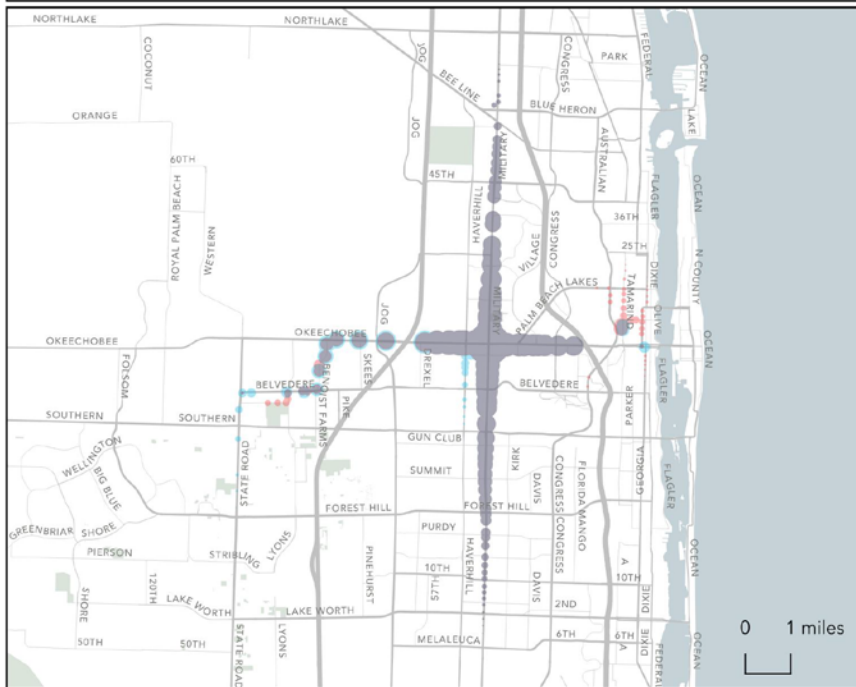 NORTHLAKE
NORTHLAKE
COCONUT
JOG
CONGRESS
FEDERAL
PARK
OCEAN
BEE LINE
BLUE HERON
LAKE
ORANGE
JOG
MILITARY
AUSTRALIAN
60TH
45TH
ROYAL PALM BEACH
HAVERHILL
FLAGLER
OCEAN
36TH
WESTERN
VILLAGE
CONGRESS
25TH
DIXIE
N COUNTY
PALM BEACH LAKES
TAMARIND
MILITARY
JOG
OLIVE
OKEECHOBEE
OKEECHOBEE
OCEAN
FOLSOM
SKEES
DREXEL
BELVEDERE
BELVEDERE
FLAGLER
BENOIST FARMS
PIKE
PARKER
SOUTHERN
SOUTHERN
GUN CLUB
WELLINGTON
STATE ROAD
KIRK
GEORGIA
BIG BLUE
SUMMIT
DAVIS
CONGRESS
FLORIDA MANGO
FLAGLER
FOREST HILL
FOREST HILL
GREENBRIAR
SHORE
PURDY
CONGRESS
OCEAN
PIERSON
STRIBLING
LYONS
PINEHURST
HAVERHILL
A
10TH
10TH
SHORE
120TH
57TH
DAVIS
DIXIE
LAKE WORTH
LAKE WORTH
2ND
50TH
50TH
LYONS
STATE ROAD
MELALEUCA
6TH
6TH
A
DIXIE
FEDERAL
OCEAN
0 1 miles